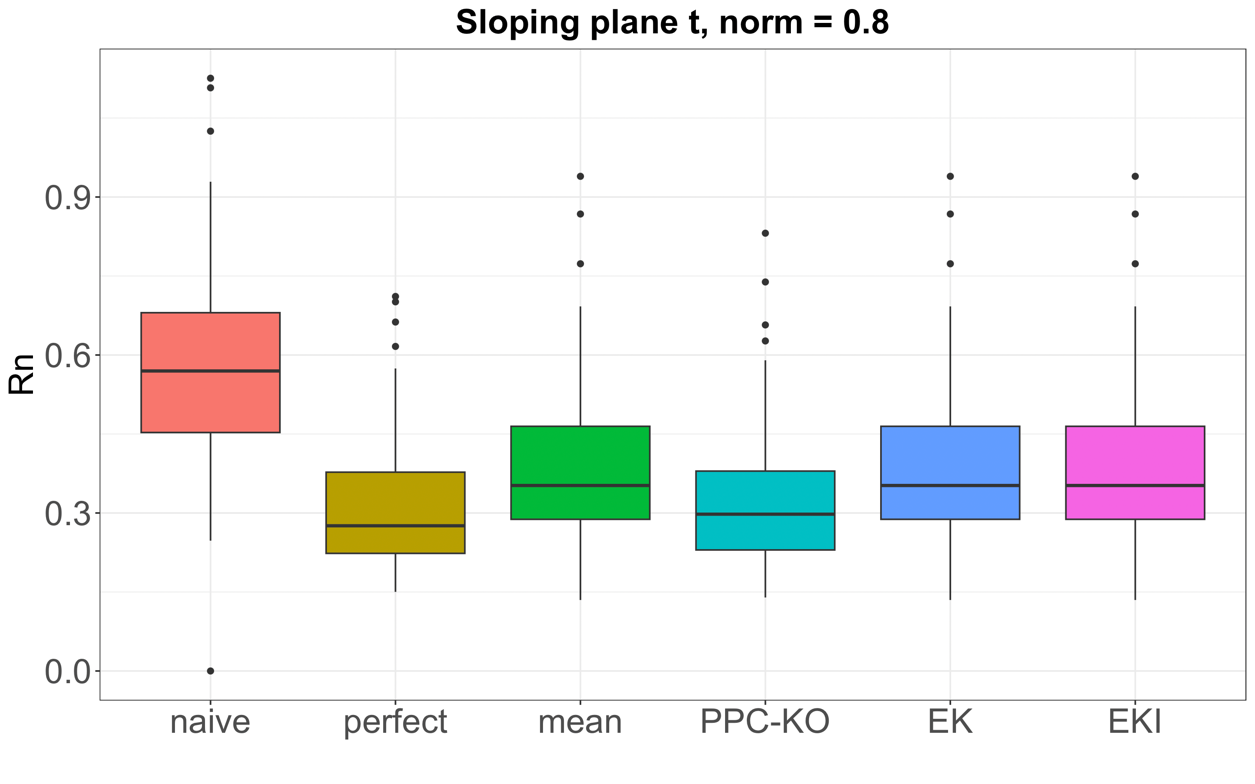 Sloping plane t, norm = 0.8
Rn
0.9
0.6
0.3
0.0
naive perfect mean PPC-KO EK EKI